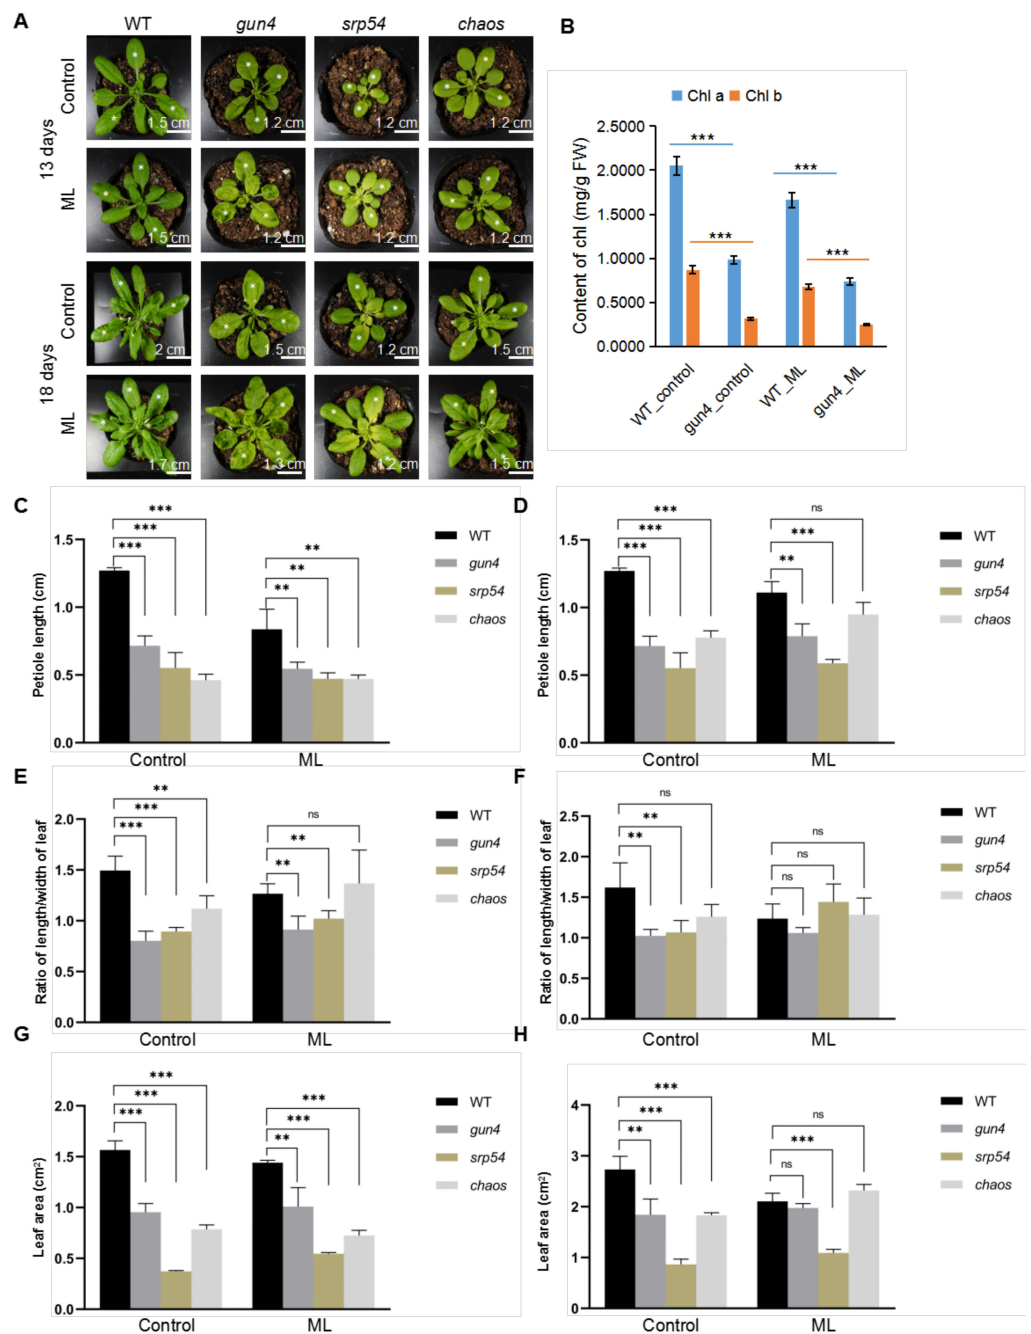 A
WT
gun4
srp54
chaos
13 days
Control
1.5 cm
1.2 cm
1.2 cm
1.2 cm
ML
1.5 cm
1.2 cm
1.2 cm
1.2 cm
18 days
Control
2 cm
1.5 cm
1.2 cm
1.5 cm
ML
1.7 cm
1.3 cm
1.2 cm
1.5 cm
B
Chl a Chl b
Content of chl (mg/g FW)
2.5000
2.0000
1.5000
1.0000
0.5000
0.0000
***
***
***
***
WT_control
gun4_control
WT_ML
gun4_ML
C
Petiole length (cm)
1.5
1.0
0.5
0.0
***
***
***
**
**
**
Control
ML
WT
gun4
srp54
chaos
D
Petiole length (cm)
1.5
1.0
0.5
0.0
***
***
***
ns
***
**
Control
ML
WT
gun4
srp54
chaos
E
Ratio of length/width of leaf
2.0
1.5
1.0
0.5
0.0
**
***
***
ns
**
**
Control
ML
WT
gun4
srp54
chaos
F
Ratio of length/width of leaf
2.5
2.0
1.5
1.0
0.5
0.0
ns
**
**
ns
ns
ns
Control
ML
WT
gun4
srp54
chaos
G
Leaf area (cm²)
2.0
1.5
1.0
0.5
0.0
***
***
***
***
***
**
Control
ML
WT
gun4
srp54
chaos
H
Leaf area (cm²)
4
3
2
1
0
***
***
**
ns
***
ns
Control
ML
WT
gun4
srp54
chaos